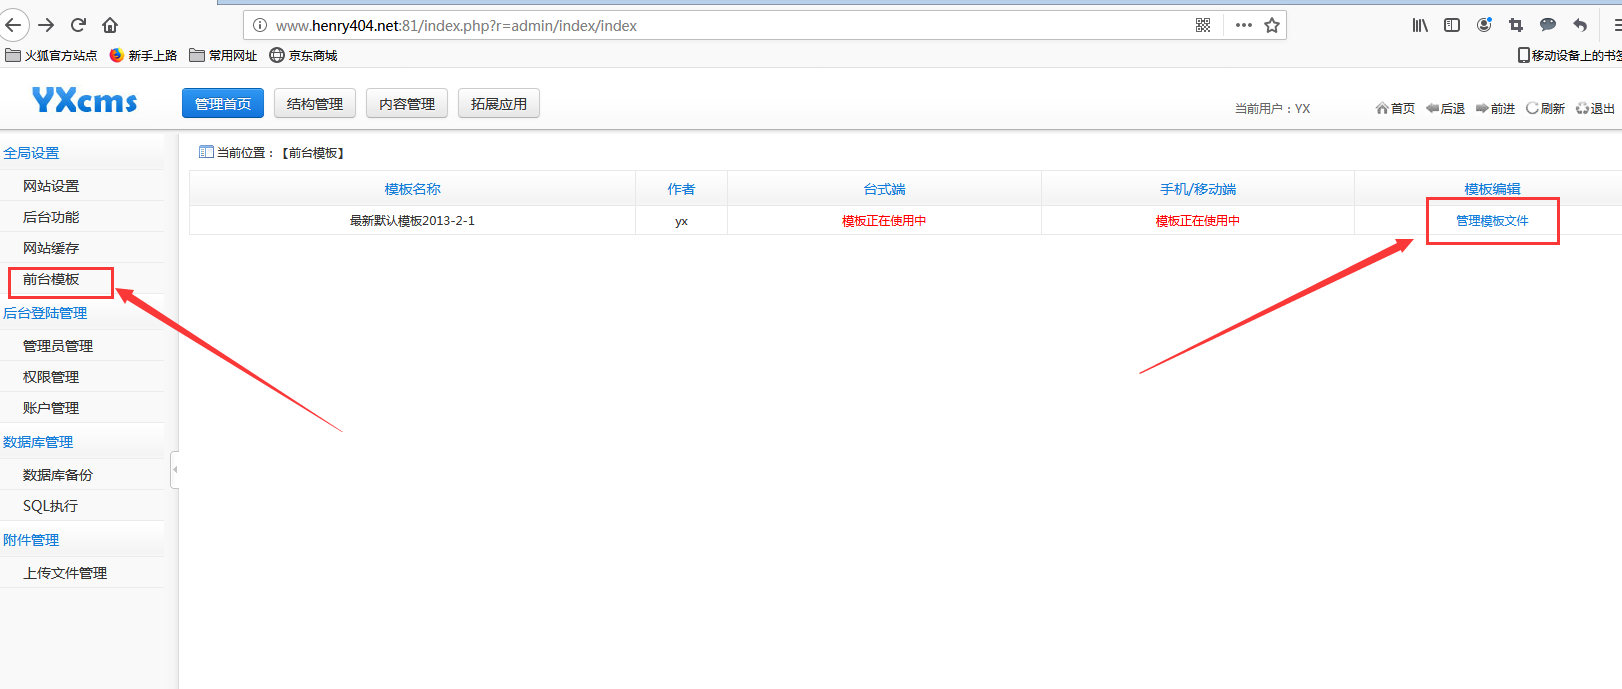 www.henry404.net:81/index.php?r=admin/index/index
火狐官方站点 新手上路 常用网址 京东商城 移动设备上的书签
YXcms 管理首页 结构管理 内容管理 拓展应用 当前用户：YX 首页 后退 前进 刷新 退出
全局设置
网站设置
后台功能
网站缓存
前台模板
后台登陆管理
管理员管理
权限管理
账户管理
数据库管理
数据库备份
SQL执行
附件管理
上传文件管理
当前位置：【前台模板】
模板名称 作者 台式端 手机/移动端 模板编辑
最新默认模板2013-2-1 yx 模板正在使用中 模板正在使用中 管理模板文件